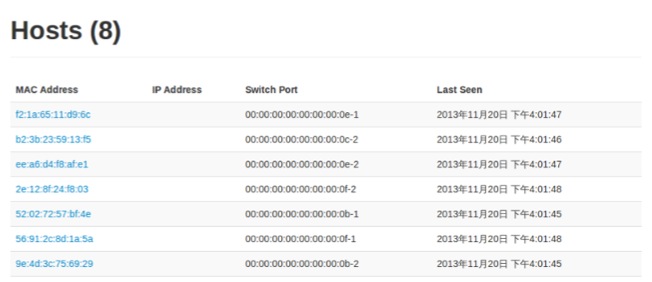 Hosts (8)
MAC Address IP Address Switch Port Last Seen
f2:1a:65:11:d9:6c 00:00:00:00:00:00:00:0e-1 2013年11月20日 下午4:01:47
b2:3b:23:59:13:f5 00:00:00:00:00:00:00:0c-2 2013年11月20日 下午4:01:46
ee:a6:d4:f8:af:e1 00:00:00:00:00:00:00:0e-2 2013年11月20日 下午4:01:47
2e:12:8f:24:f8:03 00:00:00:00:00:00:00:0f-2 2013年11月20日 下午4:01:48
52:02:72:57:bf:4e 00:00:00:00:00:00:00:0b-1 2013年11月20日 下午4:01:45
56:91:2c:8d:1a:5a 00:00:00:00:00:00:00:0f-1 2013年11月20日 下午4:01:48
9e:4d:3c:75:69:29 00:00:00:00:00:00:00:0b-2 2013年11月20日 下午4:01:45